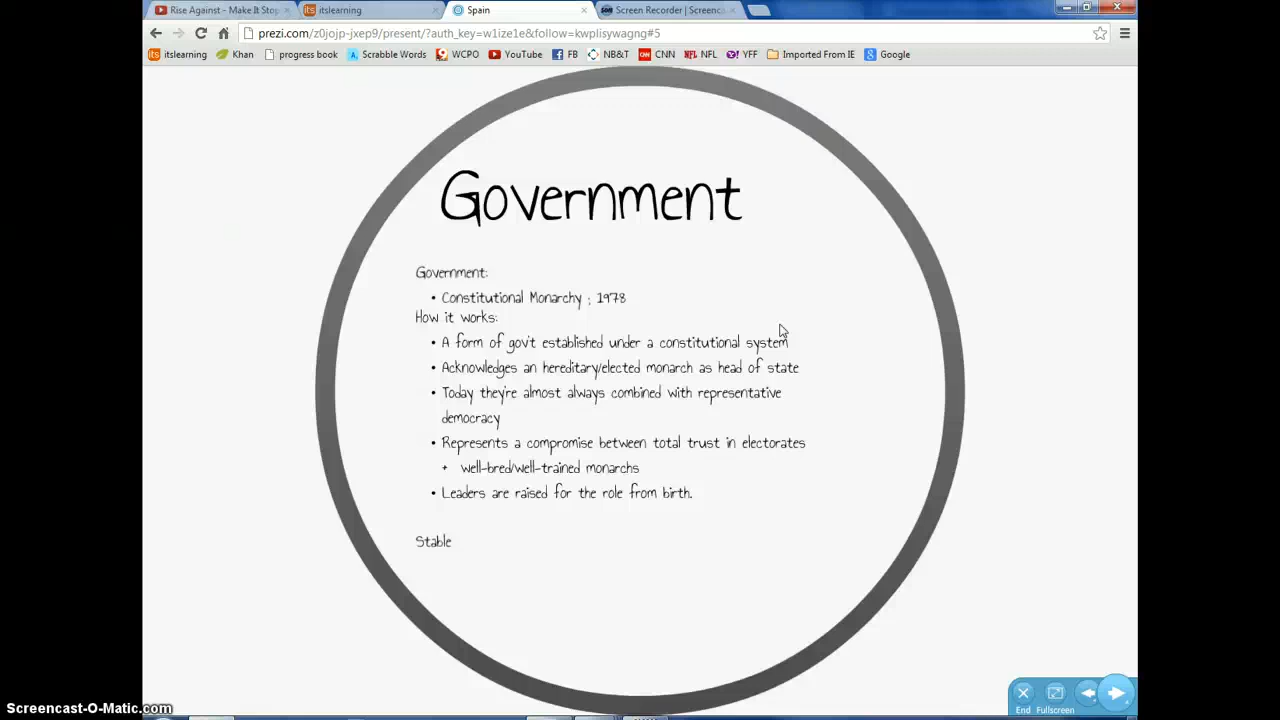 Rise Against - Make It Stop
itslearning
Spain
Screen Recorder | Screenca
prezi.com/z0jojp-jxep9/present/?auth_key=w1ize1e&follow=kwplisywagng#5
itslearning
Khan
progress book
Scrabble Words
WCPO
YouTube
FB
NB&T
CNN
NFL
YFF
Imported From IE
Google
Government
Government:
• Constitutional Monarchy ; 1978
How it works:
• A form of gov't established under a constitutional system
• Acknowledges an hereditary/elected monarch as head of state
• Today they're almost always combined with representative
democracy
• Represents a compromise between total trust in electorates
+ well-bred/well-trained monarchs
• Leaders are raised for the role from birth.
Stable
End
Fullscreen
Screencast-O-Matic.com